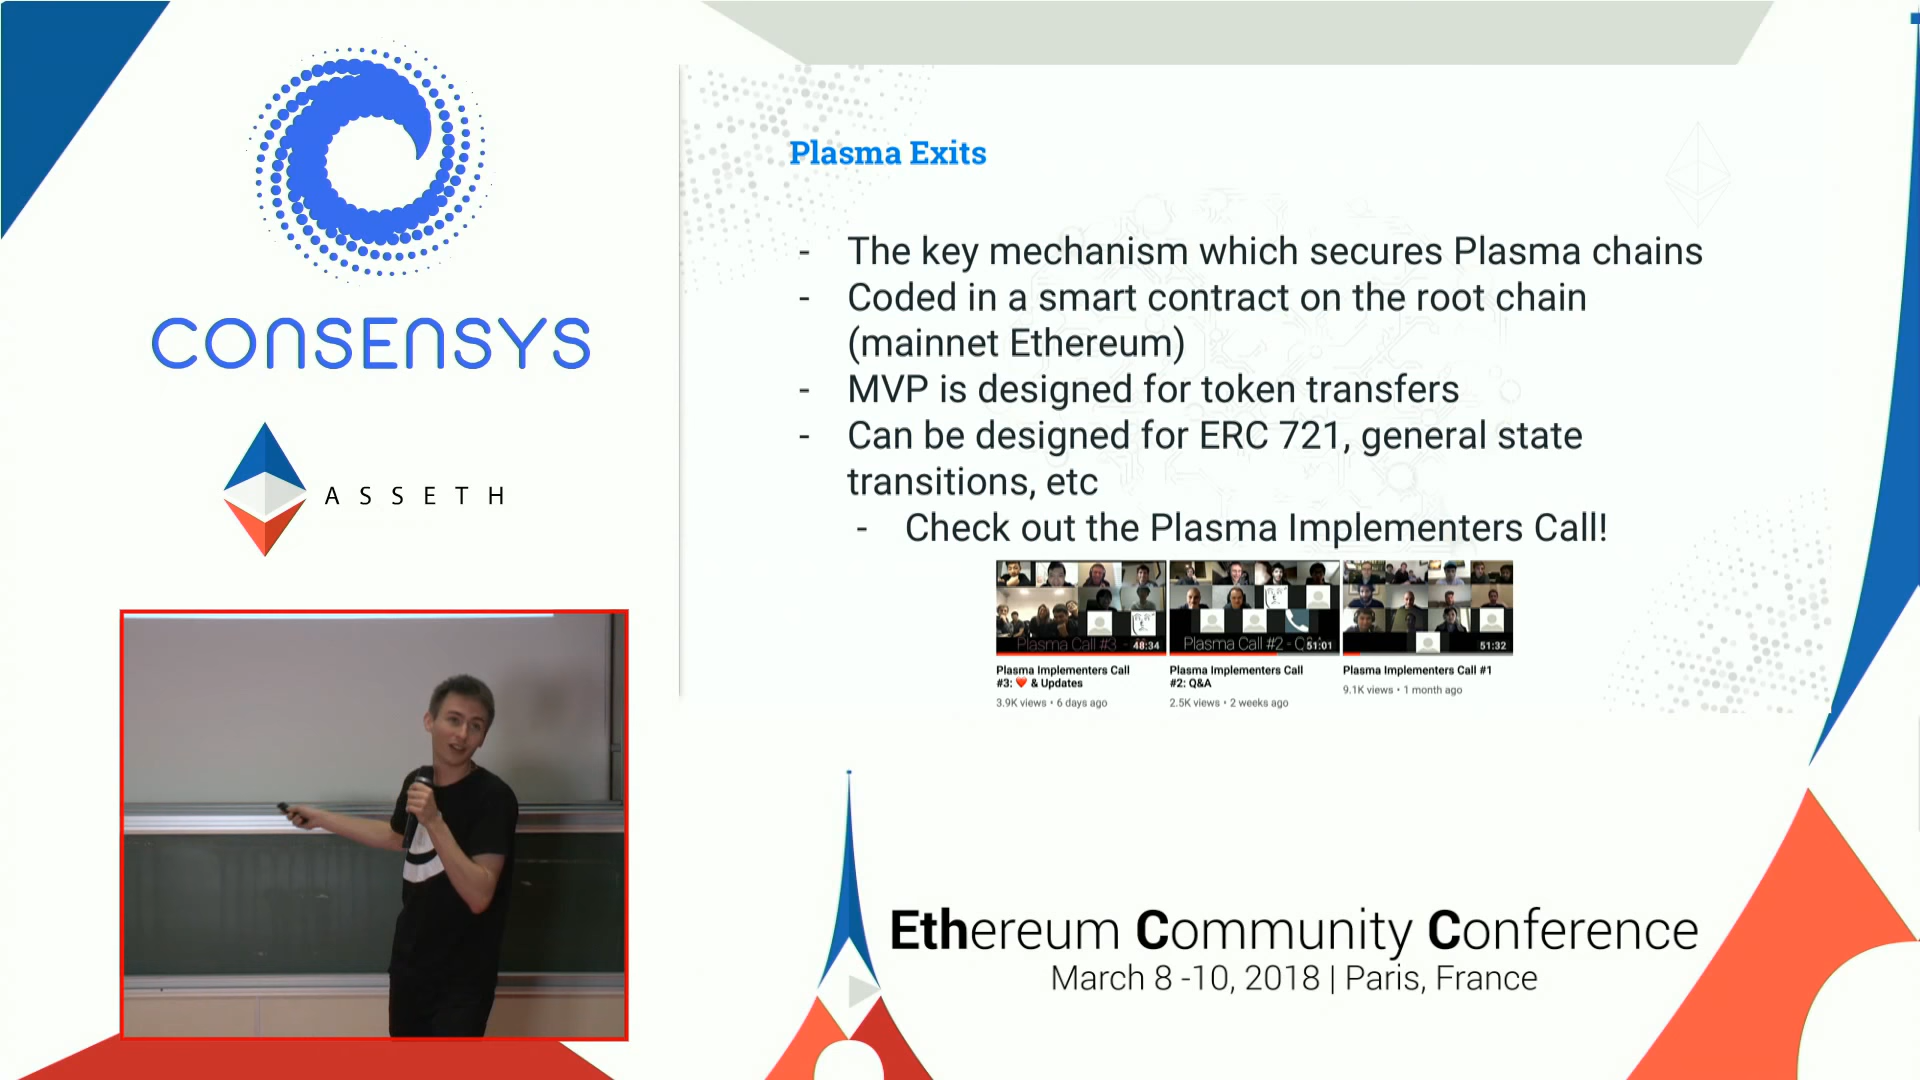 CONSENSYS
ASSETH
Plasma Exits
- The key mechanism which secures Plasma chains
- Coded in a smart contract on the root chain
(mainnet Ethereum)
- MVP is designed for token transfers
- Can be designed for ERC 721, general state
transitions, etc
- Check out the Plasma Implementers Call!
Plasma Call #3 - 48:34
Plasma Call #2 - Q 51:01
51:32
Plasma Implementers Call
#3: ❤️ & Updates
3.9K views • 6 days ago
Plasma Implementers Call
#2: Q&A
2.5K views • 2 weeks ago
Plasma Implementers Call #1
9.1K views • 1 month ago
Ethereum Community Conference
March 8 -10, 2018 | Paris, France